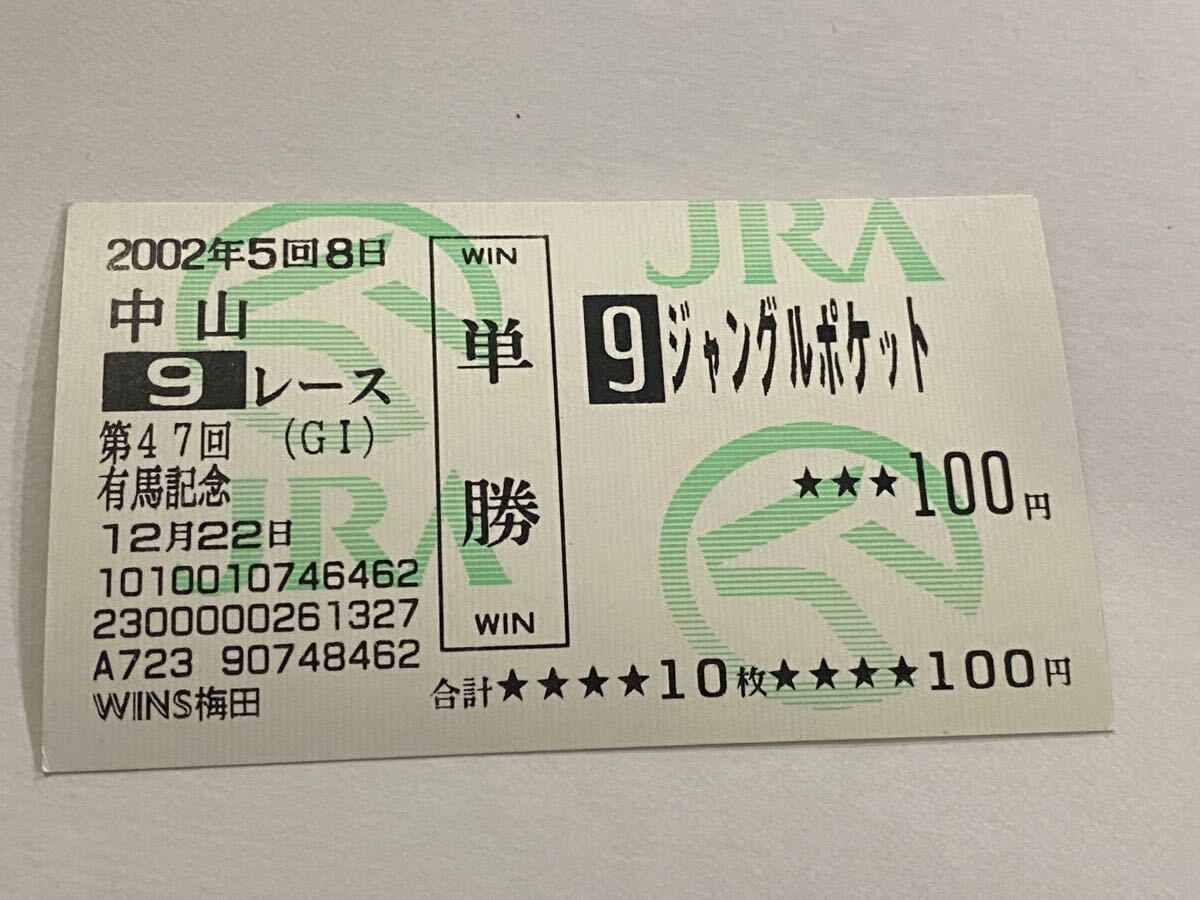 2002年5回8日
中山
9レース
第47回 (GI)
有馬記念
12月22日
1010010746462
2300000261327
A723 90748462
WINS梅田
WIN
単勝
WIN
JRA
JRA
9ジャングルポケット
★★★100円
合計★★★★10枚★★★★100円